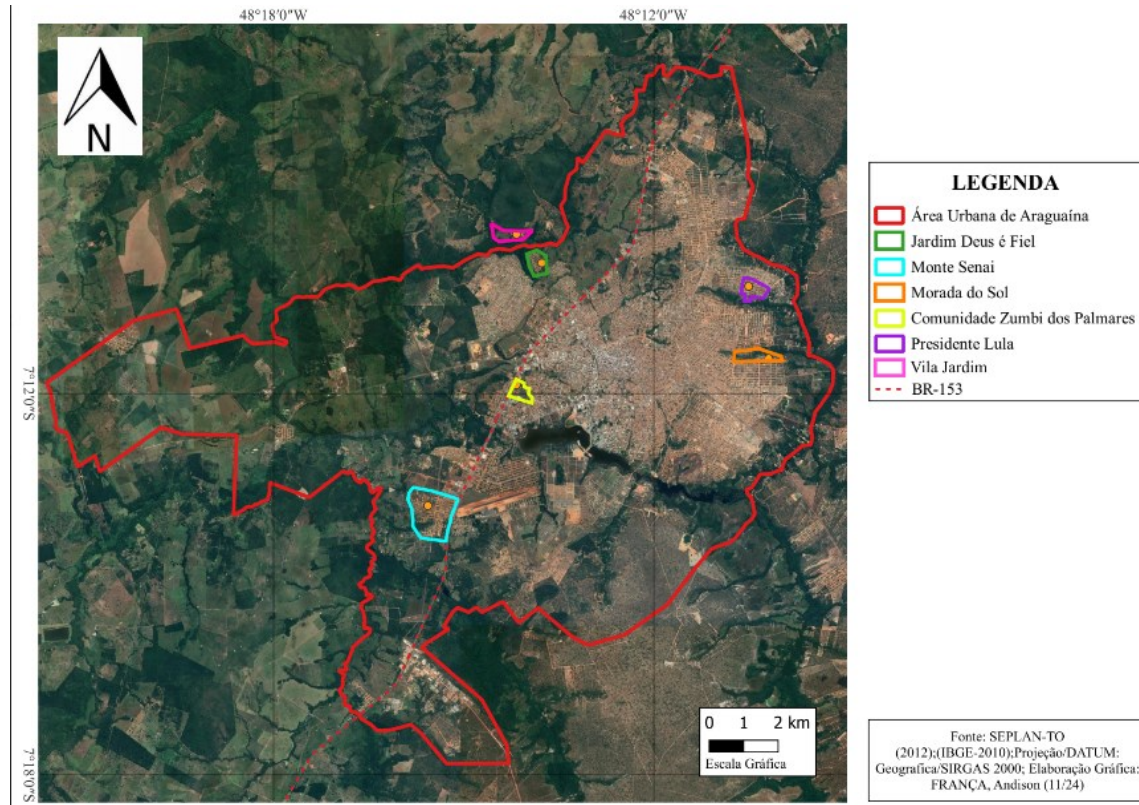 48°18'0"W
48°12'0"W
N
7°12'0"S
7°18'0"S
0 1 2 km
Escala Gráfica
LEGENDA
Área Urbana de Araguaína
Jardim Deus é Fiel
Monte Senai
Morada do Sol
Comunidade Zumbi dos Palmares
Presidente Lula
Vila Jardim
BR-153
Fonte: SEPLAN-TO
(2012);(IBGE-2010);Projeção/DATUM:
Geografica/SIRGAS 2000; Elaboração Gráfica:
FRANÇA, Andison (11/24)